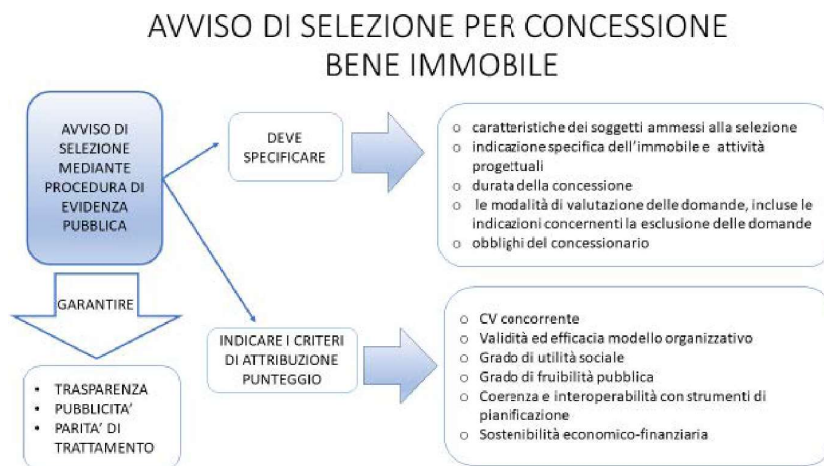 AVVISO DI SELEZIONE PER CONCESSIONE
BENE IMMOBILE
AVVISO DI
SELEZIONE
MEDIANTE
PROCEDURA DI
EVIDENZA
PUBBLICA
DEVE
SPECIFICARE
o caratteristiche dei soggetti ammessi alla selezione
o indicazione specifica dell'immobile e attività
progettuali
o durata della concessione
o le modalità di valutazione delle domande, incluse le
indicazioni concernenti la esclusione delle domande
o obblighi del concessionario
GARANTIRE
• TRASPARENZA
• PUBBLICITA'
• PARITA' DI
TRATTAMENTO
INDICARE I CRITERI
DI ATTRIBUZIONE
PUNTEGGIO
o CV concorrente
o Validità ed efficacia modello organizzativo
o Grado di utilità sociale
o Grado di fruibilità pubblica
o Coerenza e interoperabilità con strumenti di
pianificazione
o Sostenibilità economico-finanziaria